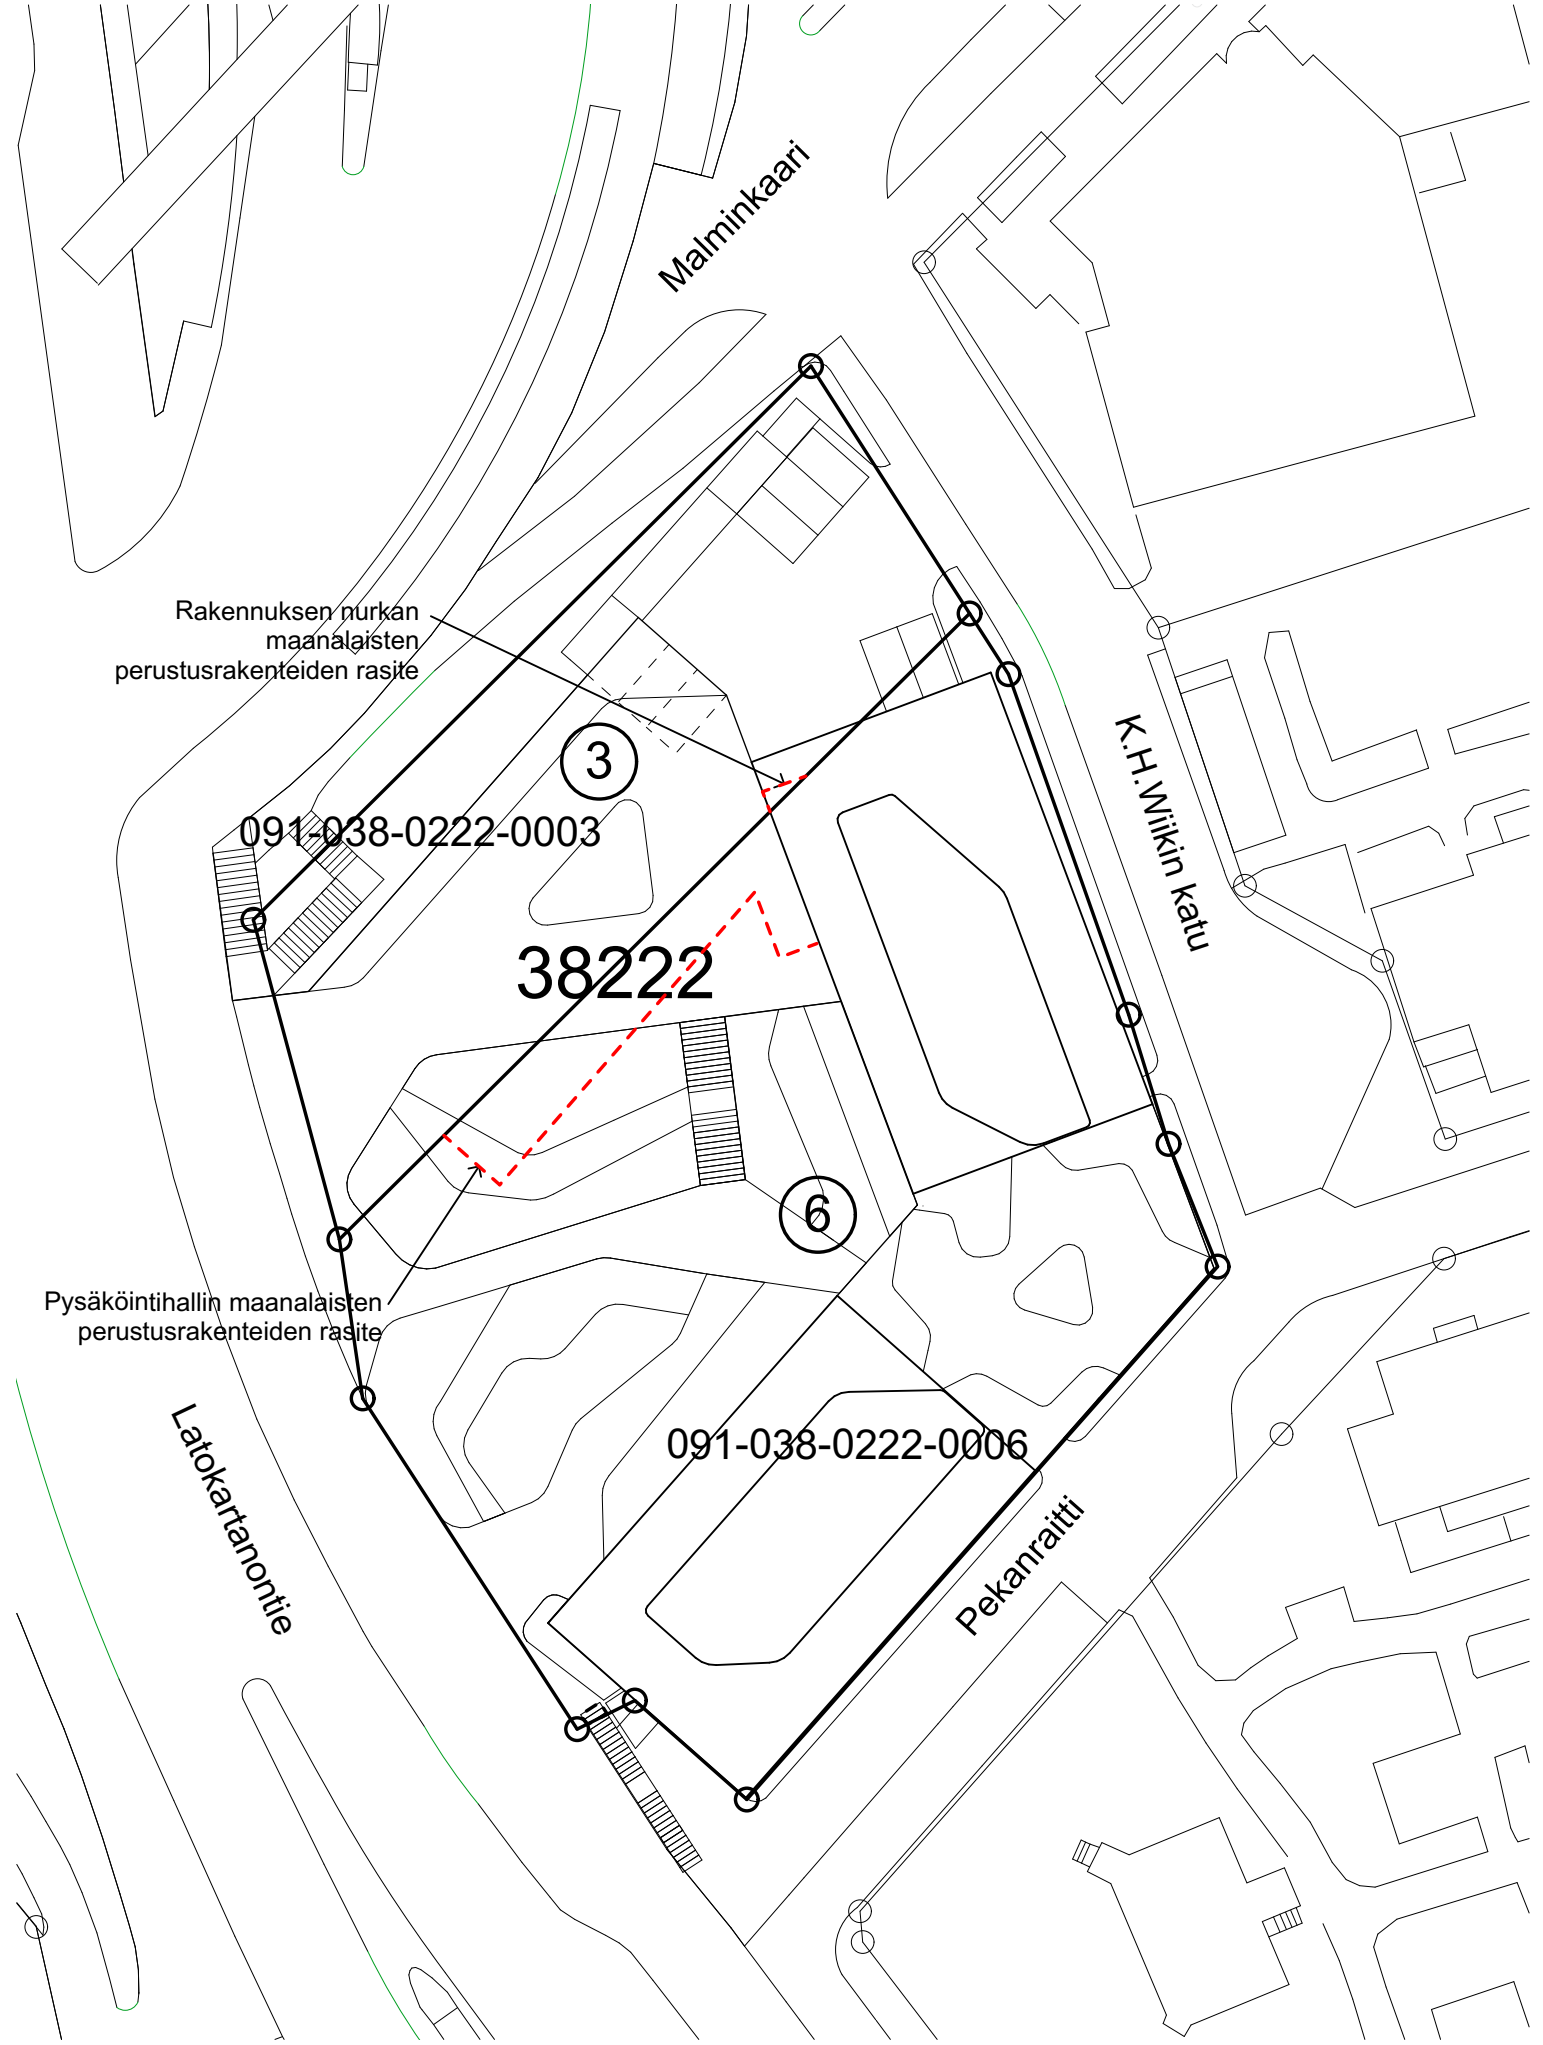 Malminkaari
Rakennuksen nurkan
maanalaisten
perustusrakenteiden rasite
3
091-038-0222-0003
K.H.Wiikin katu
38222
6
Pysäköintihallin maanalaisten
perustusrakenteiden rasite
Latokartanontie
091-038-0222-0006
Pekanraitti